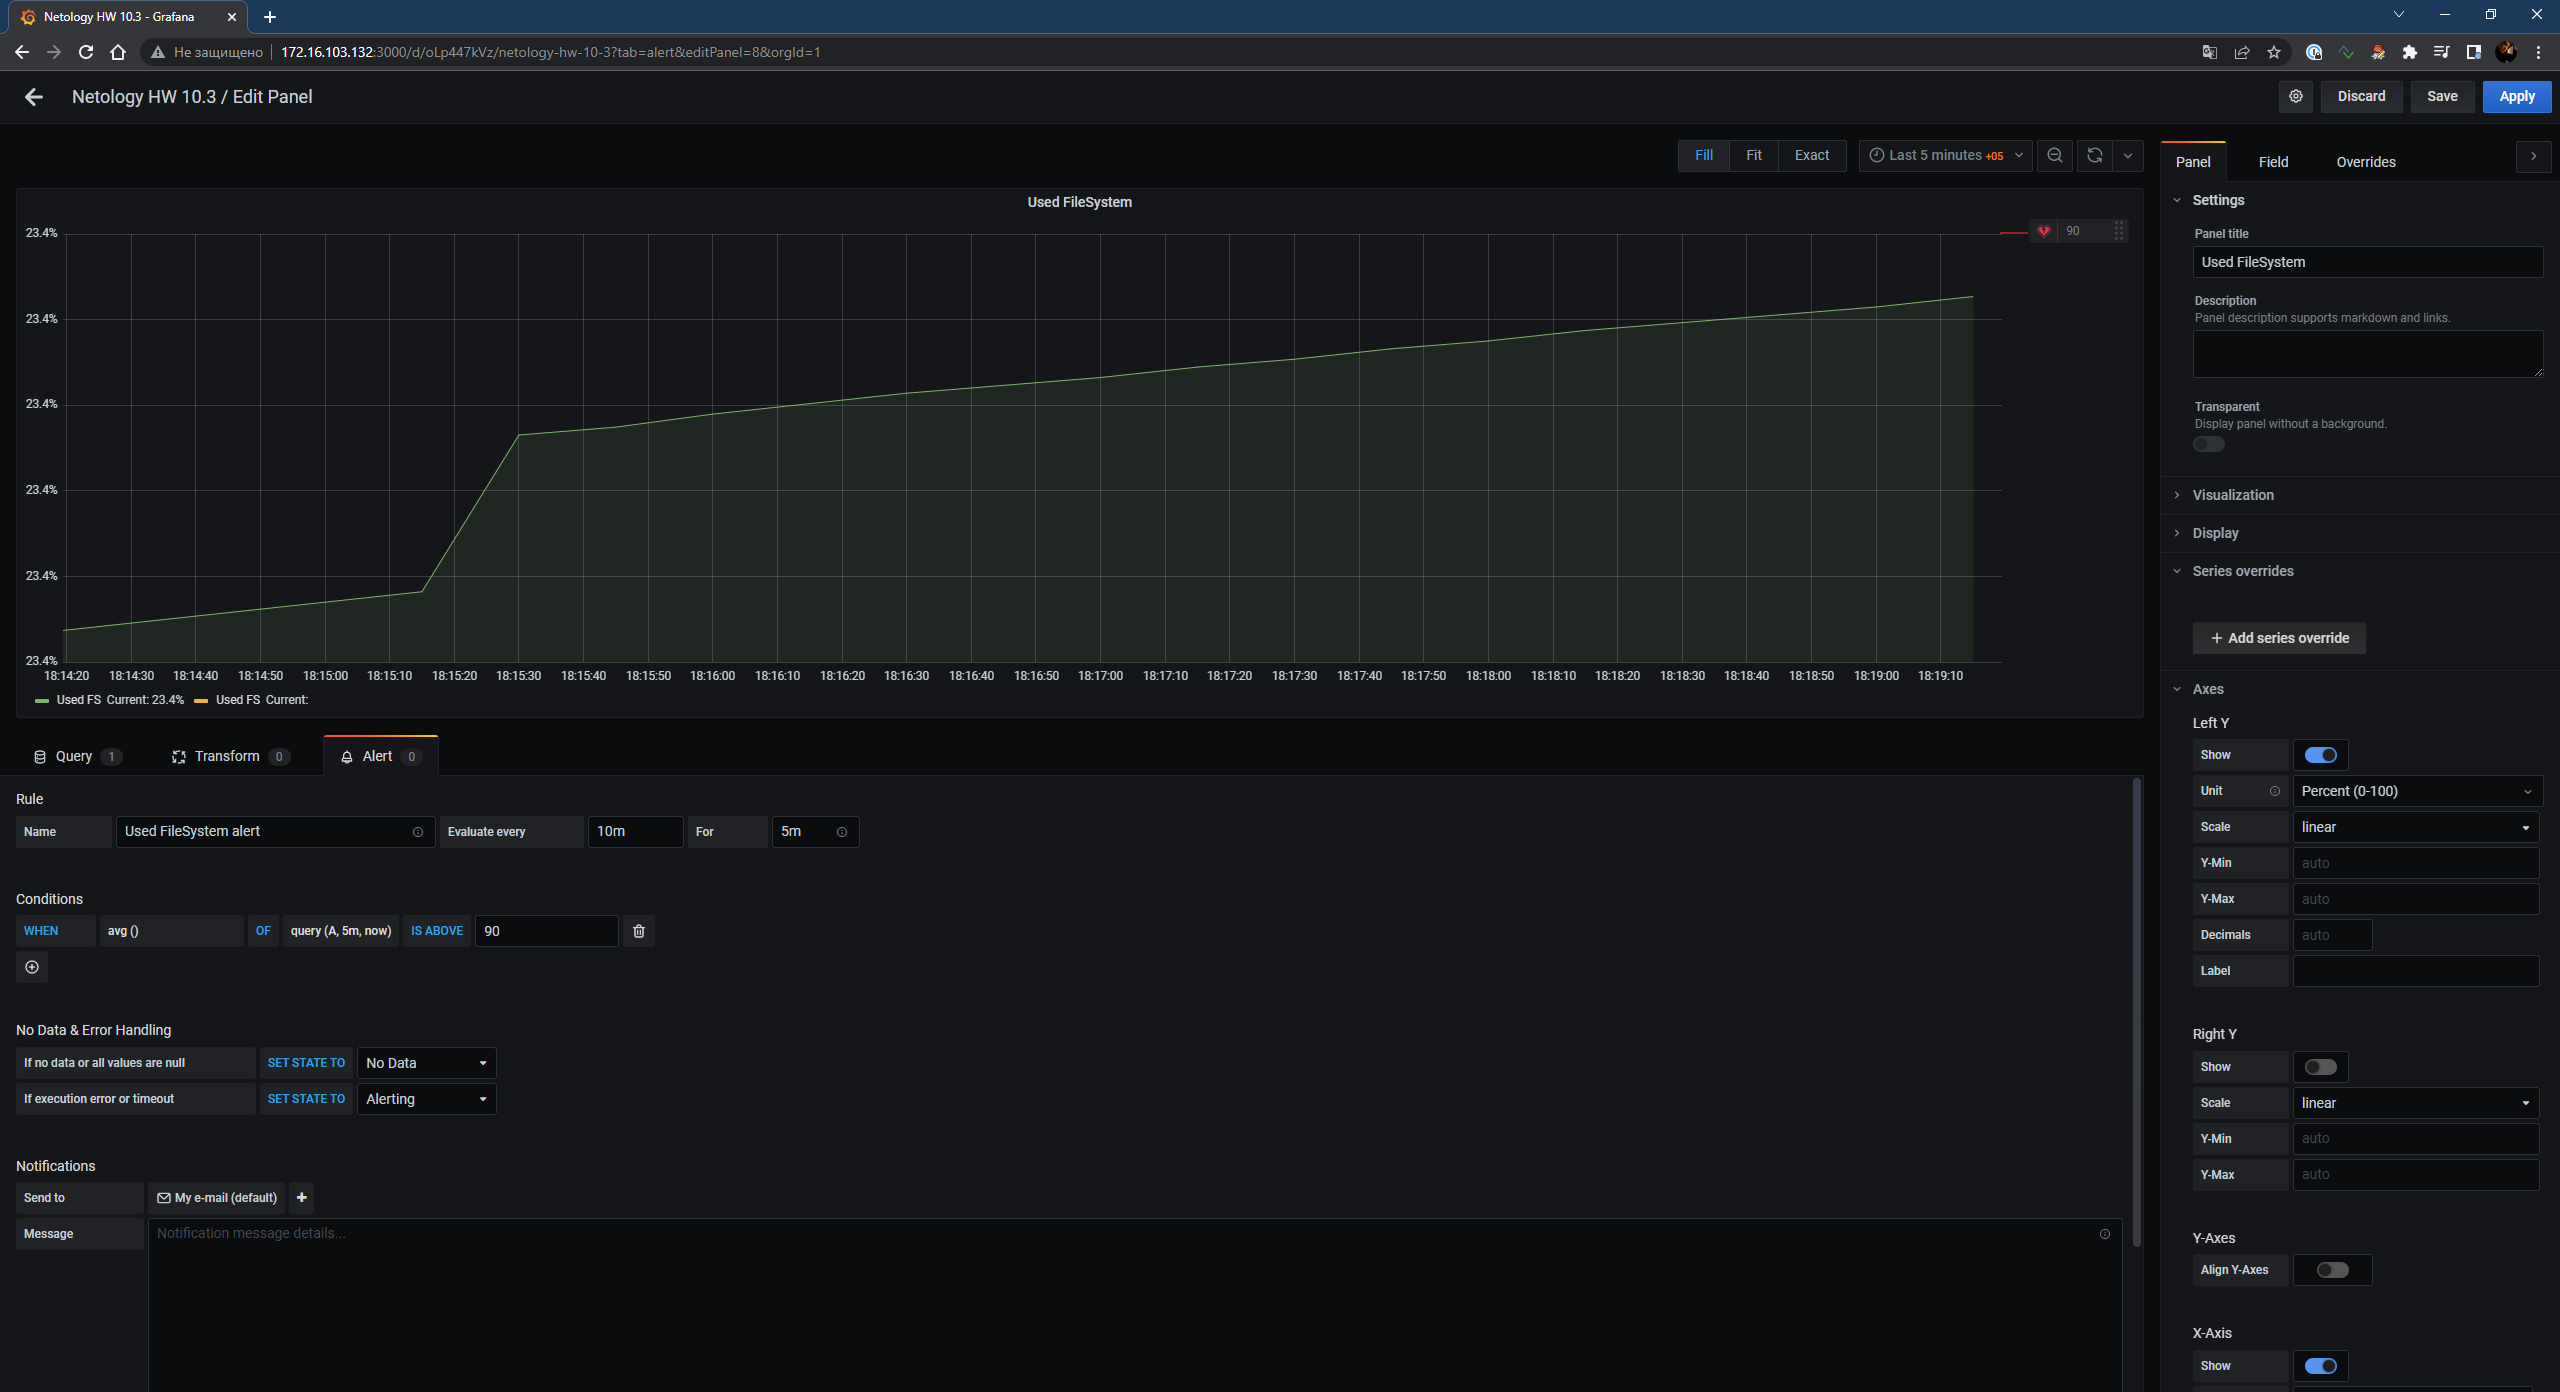 Netology HW 10.3 - Grafana
Не защищено 172.16.103.132:3000/d/oLp447kVz/netology-hw-10-3?tab=alert&editPanel=8&orgId=1
Netology HW 10.3 / Edit Panel
Discard Save Apply
Fill Fit Exact Last 5 minutes +05
Used FileSystem
23.4%
23.4%
23.4%
23.4%
23.4%
23.4%
90
18:14:20 18:14:30 18:14:40 18:14:50 18:15:00 18:15:10 18:15:20 18:15:30 18:15:40 18:15:50 18:16:00 18:16:10 18:16:20 18:16:30 18:16:40 18:16:50 18:17:00 18:17:10 18:17:20 18:17:30 18:17:40 18:17:50 18:18:00 18:18:10 18:18:20 18:18:30 18:18:40 18:18:50 18:19:00 18:19:10
Used FS Current: 23.4% Used FS Current:
Query 1 Transform 0 Alert 0
Rule
Name Used FileSystem alert Evaluate every 10m For 5m
Conditions
WHEN avg () OF query (A, 5m, now) IS ABOVE 90
No Data & Error Handling
If no data or all values are null SET STATE TO No Data
If execution error or timeout SET STATE TO Alerting
Notifications
Send to My e-mail (default) +
Message Notification message details...
Panel Field Overrides
Settings
Panel title
Used FileSystem
Description
Panel description supports markdown and links.
Transparent
Display panel without a background.
Visualization
Display
Series overrides
+ Add series override
Axes
Left Y
Show
Unit Percent (0-100)
Scale linear
Y-Min auto
Y-Max auto
Decimals auto
Label
Right Y
Show
Scale linear
Y-Min auto
Y-Max auto
Y-Axes
Align Y-Axes
X-Axis
Show